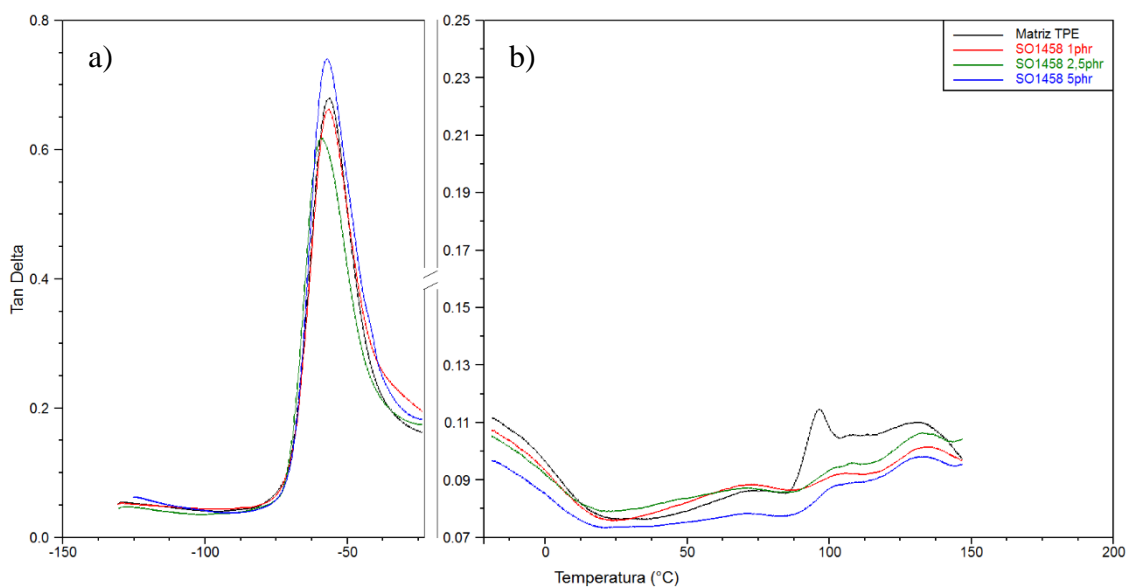 a)
b)
Matriz TPE
SO1458 1phr
SO1458 2,5phr
SO1458 5phr
Tan Delta
0.8
0.6
0.4
0.2
0.0
0.25
0.23
0.21
0.19
0.17
0.15
0.13
0.11
0.09
0.07
-150
-100
-50
0
50
100
150
200
Temperatura (°C)